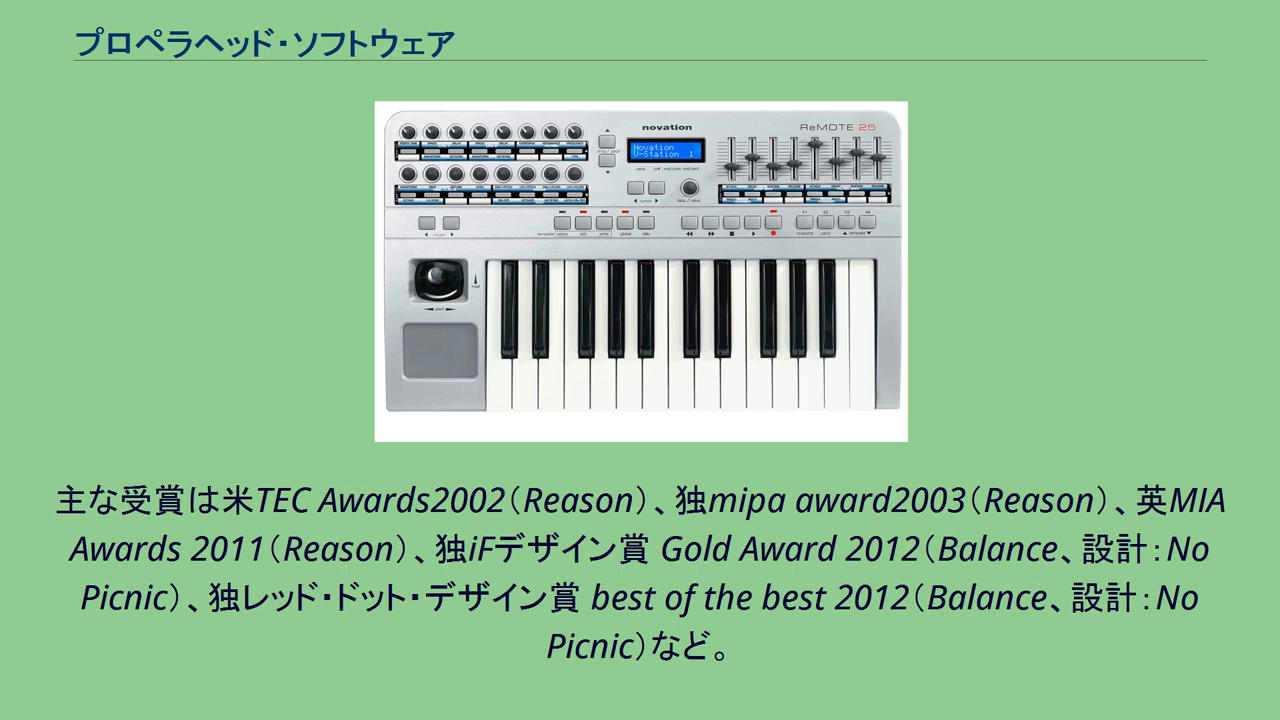 プロペラヘッド・ソフトウェア
novation
ReMOTE 25
Novation
V-Station 1
主な受賞は米TEC Awards2002（Reason）、独mipa award2003（Reason）、英MIA
Awards 2011（Reason）、独iFデザイン賞 Gold Award 2012（Balance、設計：No
Picnic）、独レッド・ドット・デザイン賞 best of the best 2012（Balance、設計：No
Picnic）など。